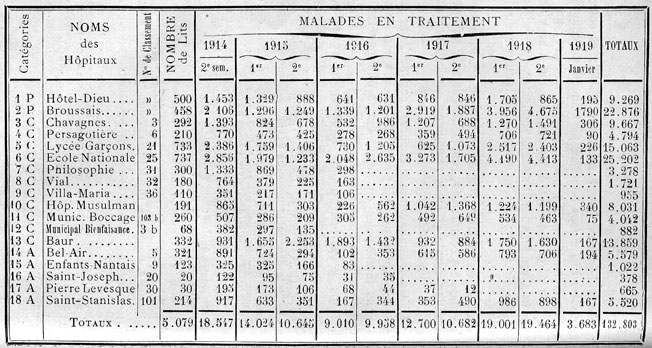 Catégories NOMS des Hôpitaux N° de Classement NOMBRE de Lits MALADES EN TRAITEMENT TOTAUX
1914 1915 1916 1917 1918 1919
2e sem. 1er 2e 1er 2e 1er 2e 1er 2e Janvier
1 P Hôtel-Dieu.... » 500 1.453 1.329 888 641 631 846 846 1.705 865 195 9.269
2 P Broussais.... » 458 2 106 1.296 1.249 1.339 1.201 2.919 1.887 3.956 4.675 1790 22.876
3 C Chavagnes... 3 292 1.393 824 678 532 986 1.207 688 1.270 1.491 306 9.667
4 C Persagotière.. 6 210 770 473 425 278 268 359 494 706 721 90 4.794
5 C Lycée Garçons. 21 733 2.386 1.759 1.406 730 1.205 625 1.073 2.517 2.403 226 15.063
6 C Ecole Nationale 25 737 2.856 1.979 1.233 2.048 2.635 3.273 1.705 4.190 4.413 133 25.202
7 C Philosophie ... 31 300 1.333 869 478 298 3.278
8 C Vial......... 32 180 764 379 225 163 1.721
9 C Villa-Maria .... 36 110 351 217 171 106 955
10 C Hôp. Musulman 191 865 711 303 226 562 1.042 1.368 1.224 1.199 340 8,031
11 C Munic. Boccage 103 b 260 507 286 209 303 262 492 649 534 463 75 4.042
12 C Municipal Bienfaisance. 3 b 68 382 297 135 882
13 C Baur....... 332 931 1.653 2.253 1.893 1.432 932 884 1 750 1.630 167 13.859
14 A Bel-Air...... 5 321 891 724 294 102 353 615 586 793 706 194 5.579
15 A Enfants-Nantais 9 123 325 325 166 83 1.022
16 A Saint-Joseph... 20 20 122 95 75 31 35 378
17 A Pierre Levesque 30 30 195 173 106 68 44 37 12 665
18 A Saint-Stanislas. 101 214 917 633 351 167 344 353 490 986 898 167 5.520
TOTAUX ...... 5.079 18.547 14.024 10.645 9.010 9.958 12.700 10.682 19.001 19.464 3.683 132.803